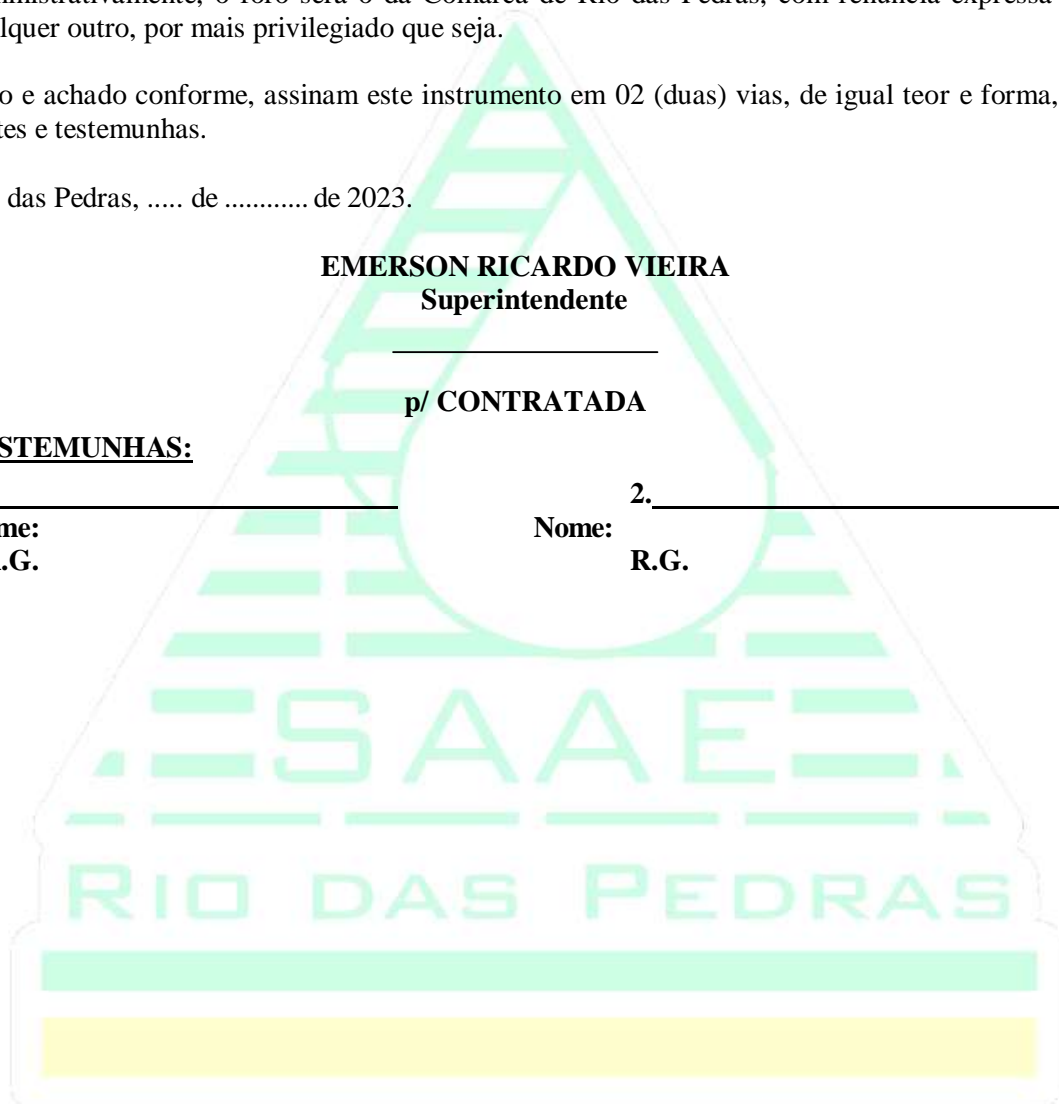 ministrativamente, o foro será o da Comarca de Rio das Pedras, com renúncia expressa
lquer outro, por mais privilegiado que seja.
o e achado conforme, assinam este instrumento em 02 (duas) vias, de igual teor e forma,
tes e testemunhas.
das Pedras, ..... de ............ de 2023.
EMERSON RICARDO VIEIRA
Superintendente
p/ CONTRATADA
STEMUNHAS:
2.
me: Nome:
.G. R.G.
SAAE
RIO DAS PEDRAS